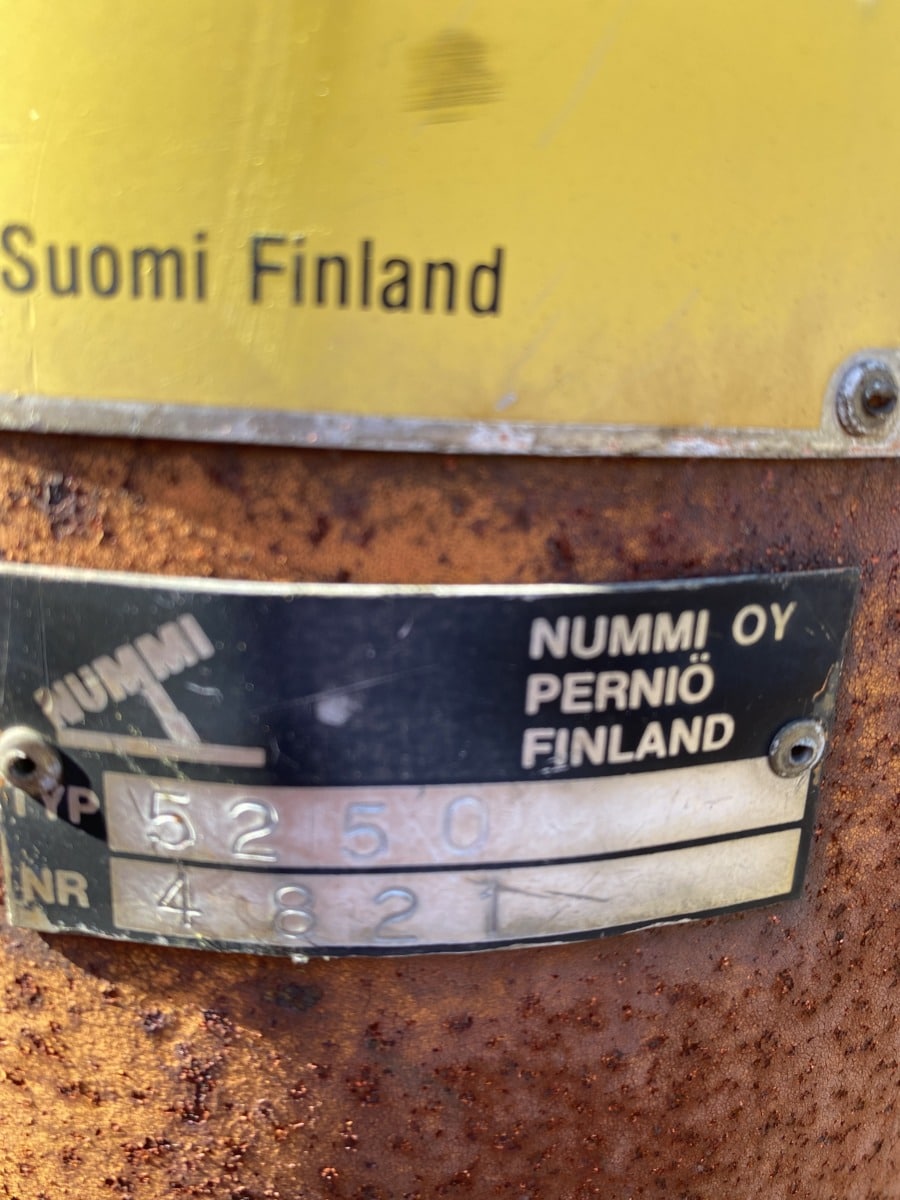 Suomi Finland
NUMMI
NUMMI OY
PERNIÖ
FINLAND
TYP 5250
NR 4821